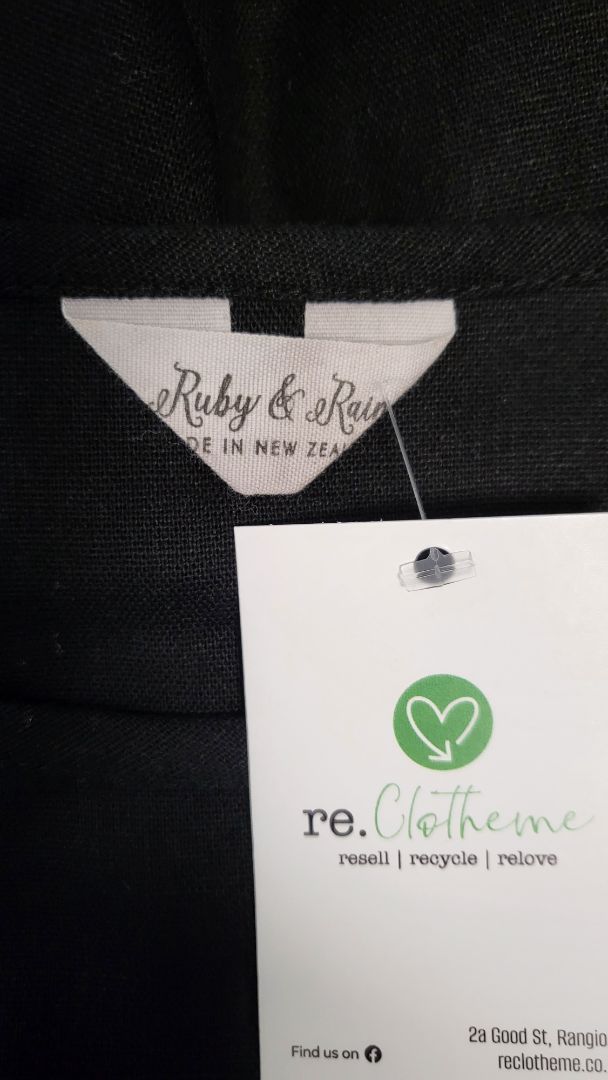 Ruby & Rain
DE IN NEW ZEA
re.Clotheme
resell | recycle | relove
Find us on
2a Good St, Rangio
reclotheme.co.